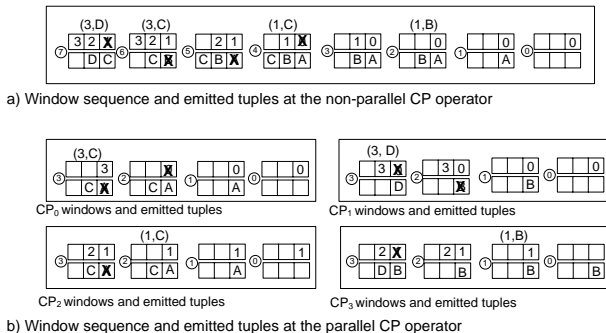 (3,D) (3,C) (1,C) (1,B)
7 3 2 6 3 2 1 5 2 1 4 1 3 1 0 2 0 1 0 0 0
D C C C B C B A B A B A A
a) Window sequence and emitted tuples at the non-parallel CP operator
(3,C) (3, D)
3 3 2 1 0 0 0 3 3 2 3 0 1 0 0 0
C C A A D B
CP0 windows and emitted tuples CP1 windows and emitted tuples
(1,C) (1,B)
3 2 1 2 1 1 1 0 1 3 2 2 2 1 1 1 0
C C A A D B B B B
CP2 windows and emitted tuples CP3 windows and emitted tuples
b) Window sequence and emitted tuples at the parallel CP operator